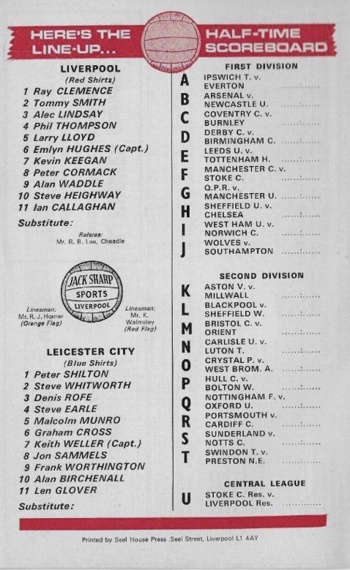 HERE'S THE
LINE-UP...
HALF-TIME
SCOREBOARD
LIVERPOOL
(Red Shirts)
1 Ray CLEMENCE
2 Tommy SMITH
3 Alec LINDSAY
4 Phil THOMPSON
5 Larry LLOYD
6 Emlyn HUGHES (Capt.)
7 Kevin KEEGAN
8 Peter CORMACK
9 Alan WADDLE
10 Steve HEIGHWAY
11 Ian CALLAGHAN
Substitute:
Referee:
Mr. B. B. Lee, Cheadle
Linesman:
Mr. R. J. Horner
(Orange Flag)
JACK SHARP
SPORTS
LIVERPOOL
Linesman:
Mr. K.
Walmsley
(Red Flag)
LEICESTER CITY
(Blue Shirts)
1 Peter SHILTON
2 Steve WHITWORTH
3 Denis ROFE
4 Steve EARLE
5 Malcolm MUNRO
6 Graham CROSS
7 Keith WELLER (Capt.)
8 Jon SAMMELS
9 Frank WORTHINGTON
10 Alan BIRCHENALL
11 Len GLOVER
Substitute:
FIRST DIVISION
A IPSWICH T. v.
EVERTON ............
B ARSENAL v.
NEWCASTLE U. ............
C COVENTRY C. v.
BURNLEY ............
D DERBY C. v.
BIRMINGHAM C. ............
E LEEDS U. v.
TOTTENHAM H. ............
F MANCHESTER C. v.
STOKE C. ............
G Q.P.R. v.
MANCHESTER U. ............
H SHEFFIELD U. v.
CHELSEA ............
I WEST HAM U. v.
NORWICH C. ............
J WOLVES v.
SOUTHAMPTON ............
SECOND DIVISION
K ASTON V. v.
MILLWALL ............
L BLACKPOOL v.
SHEFFIELD W. ............
M BRISTOL C. v.
ORIENT ............
N CARLISLE U. v.
LUTON T. ............
O CRYSTAL P. v.
WEST BROM. A. ............
P HULL C. v.
BOLTON W. ............
Q NOTTINGHAM F. v.
OXFORD U. ............
R PORTSMOUTH v.
CARDIFF C. ............
S SUNDERLAND v.
NOTTS C. ............
T SWINDON T. v.
PRESTON N.E. ............
CENTRAL LEAGUE
U STOKE C. Res. v.
LIVERPOOL Res. ............
Printed by Seel House Press .Seel Street, Liverpool L1 4AY